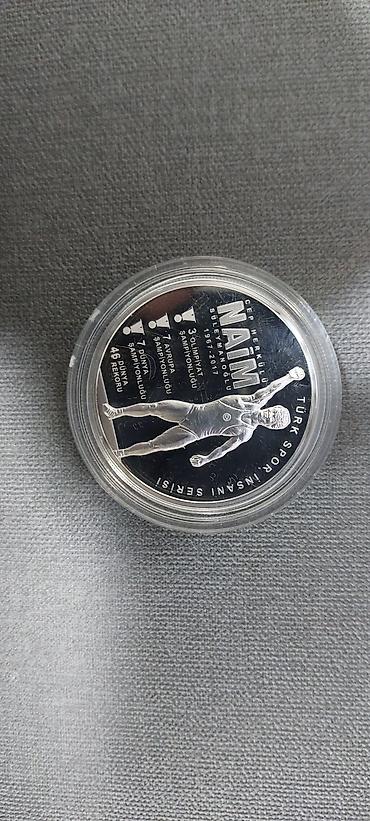 TÜRK SPOR İNSANI SERİSİ
CEP HERKÜLÜ
NAİM
SÜLEYMANOĞLU
1967-2017
3 OLİMPİYAT
ŞAMPİYONLUĞU
7 AVRUPA
ŞAMPİYONLUĞU
7 DÜNYA
ŞAMPİYONLUĞU
46 DÜNYA
REKORU